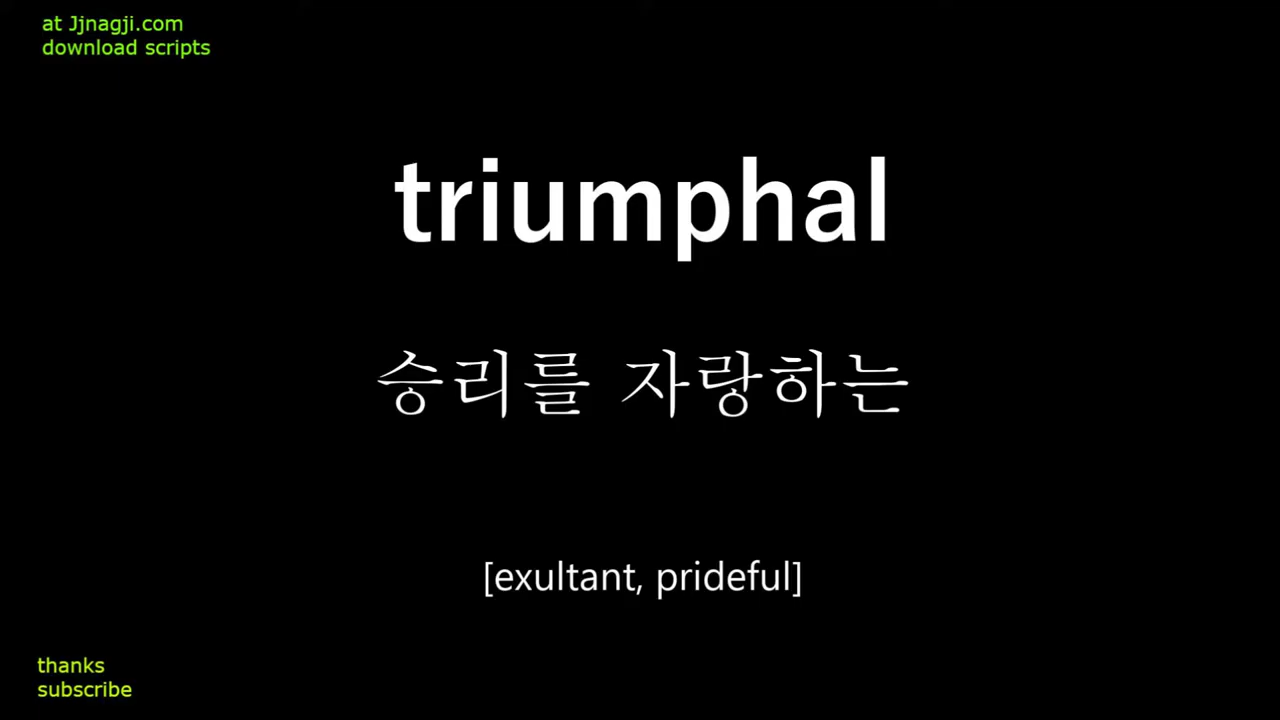 at Jjnagji.com
download scripts
triumphal
승리를 자랑하는
[exultant, prideful]
thanks
subscribe